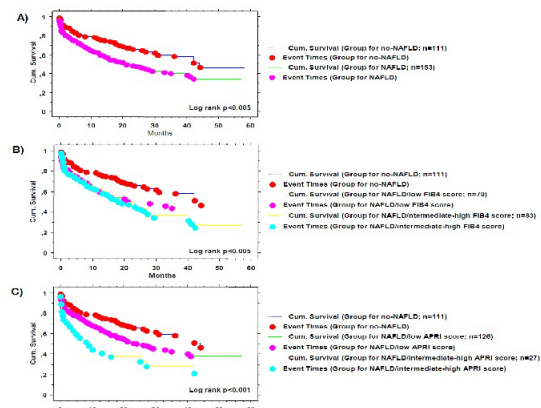 A)
Cum. Survival
1
,8
,6
,4
,2
0
0 10 20 30 40 50 60
Log rank p<0.005
Months
Cum. Survival (Group for no-NAFLD; n=111)
Event Times (Group for no-NAFLD)
Cum. Survival (Group for NAFLD; n=153)
Event Times (Group for NAFLD)
B)
Cum. Survival
1
,8
,6
,4
,2
0
0 10 20 30 40 50 60
Log rank p<0.005
Months
Cum. Survival (Group for no-NAFLD; n=111)
Event Times (Group for no-NAFLD)
Cum. Survival (Group for NAFLD/low FIB4 score; n=70)
Event Times (Group for NAFLD/low FIB4 score)
Cum. Survival (Group for NAFLD/intermediate-high FIB4 score; n=83)
Event Times (Group for NAFLD/intermediate-high FIB4 score)
C)
Cum. Survival
1
,8
,6
,4
,2
0
0 10 20 30 40 50 60
Log rank p<0.001
Cum. Survival (Group for no-NAFLD; n=111)
Event Times (Group for no-NAFLD)
Cum. Survival (Group for NAFLD/low APRI score; n=126)
Event Times (Group for NAFLD/low APRI score)
Cum. Survival (Group for NAFLD/intermediate-high APRI score; n=27)
Event Times (Group for NAFLD/intermediate-high APRI score)